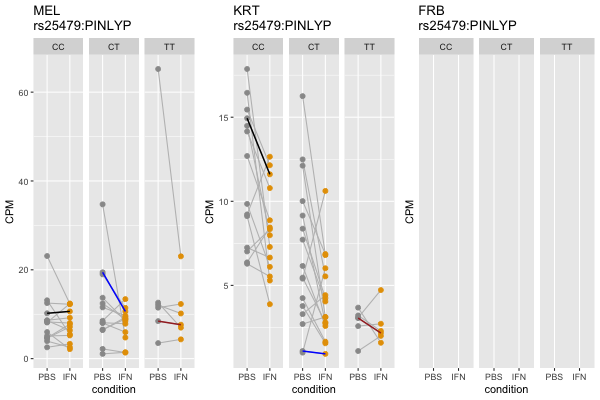 MEL
rs25479:PINLYP
CC CT TT
60
40
20
0
CPM
PBS IFN PBS IFN PBS IFN
condition
KRT
rs25479:PINLYP
CC CT TT
15
10
5
CPM
PBS IFN PBS IFN PBS IFN
condition
FRB
rs25479:PINLYP
CC CT TT
CPM
PBS IFN PBS IFN PBS IFN
condition